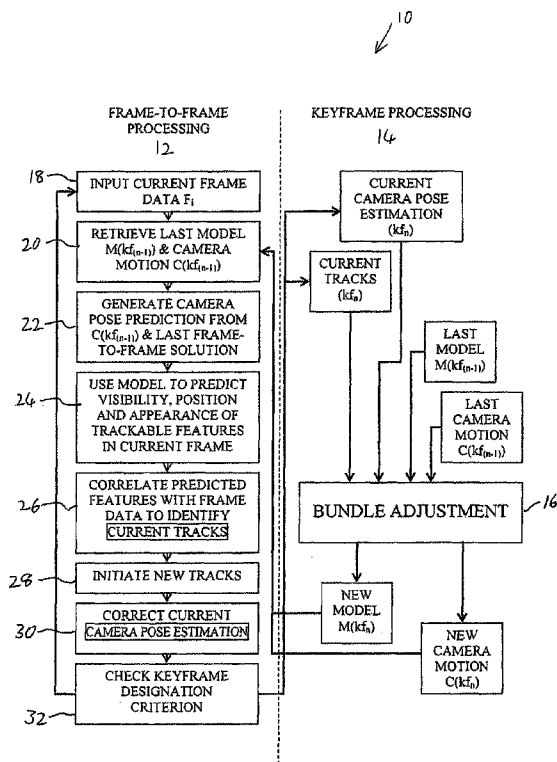 10
FRAME-TO-FRAME
PROCESSING
12
KEYFRAME PROCESSING
14
18
INPUT CURRENT FRAME
DATA Fi
20
RETRIEVE LAST MODEL
M(kf(n-1)) & CAMERA
MOTION C(kf(n-1))
22
GENERATE CAMERA
POSE PREDICTION FROM
C(kf(n-1)) & LAST FRAME-
TO-FRAME SOLUTION
24
USE MODEL TO PREDICT
VISIBILITY, POSITION
AND APPEARANCE OF
TRACKABLE FEATURES
IN CURRENT FRAME
26
CORRELATE PREDICTED
FEATURES WITH FRAME
DATA TO IDENTIFY
CURRENT TRACKS
28
INITIATE NEW TRACKS
30
CORRECT CURRENT
CAMERA POSE ESTIMATION
32
CHECK KEYFRAME
DESIGNATION
CRITERION
CURRENT
CAMERA POSE
ESTIMATION
(kfn)
CURRENT
TRACKS
(kfn)
LAST
MODEL
M(kf(n-1))
LAST
CAMERA
MOTION
C(kf(n-1))
BUNDLE ADJUSTMENT
16
NEW
MODEL
M(kfn)
NEW
CAMERA
MOTION
C(kfn)